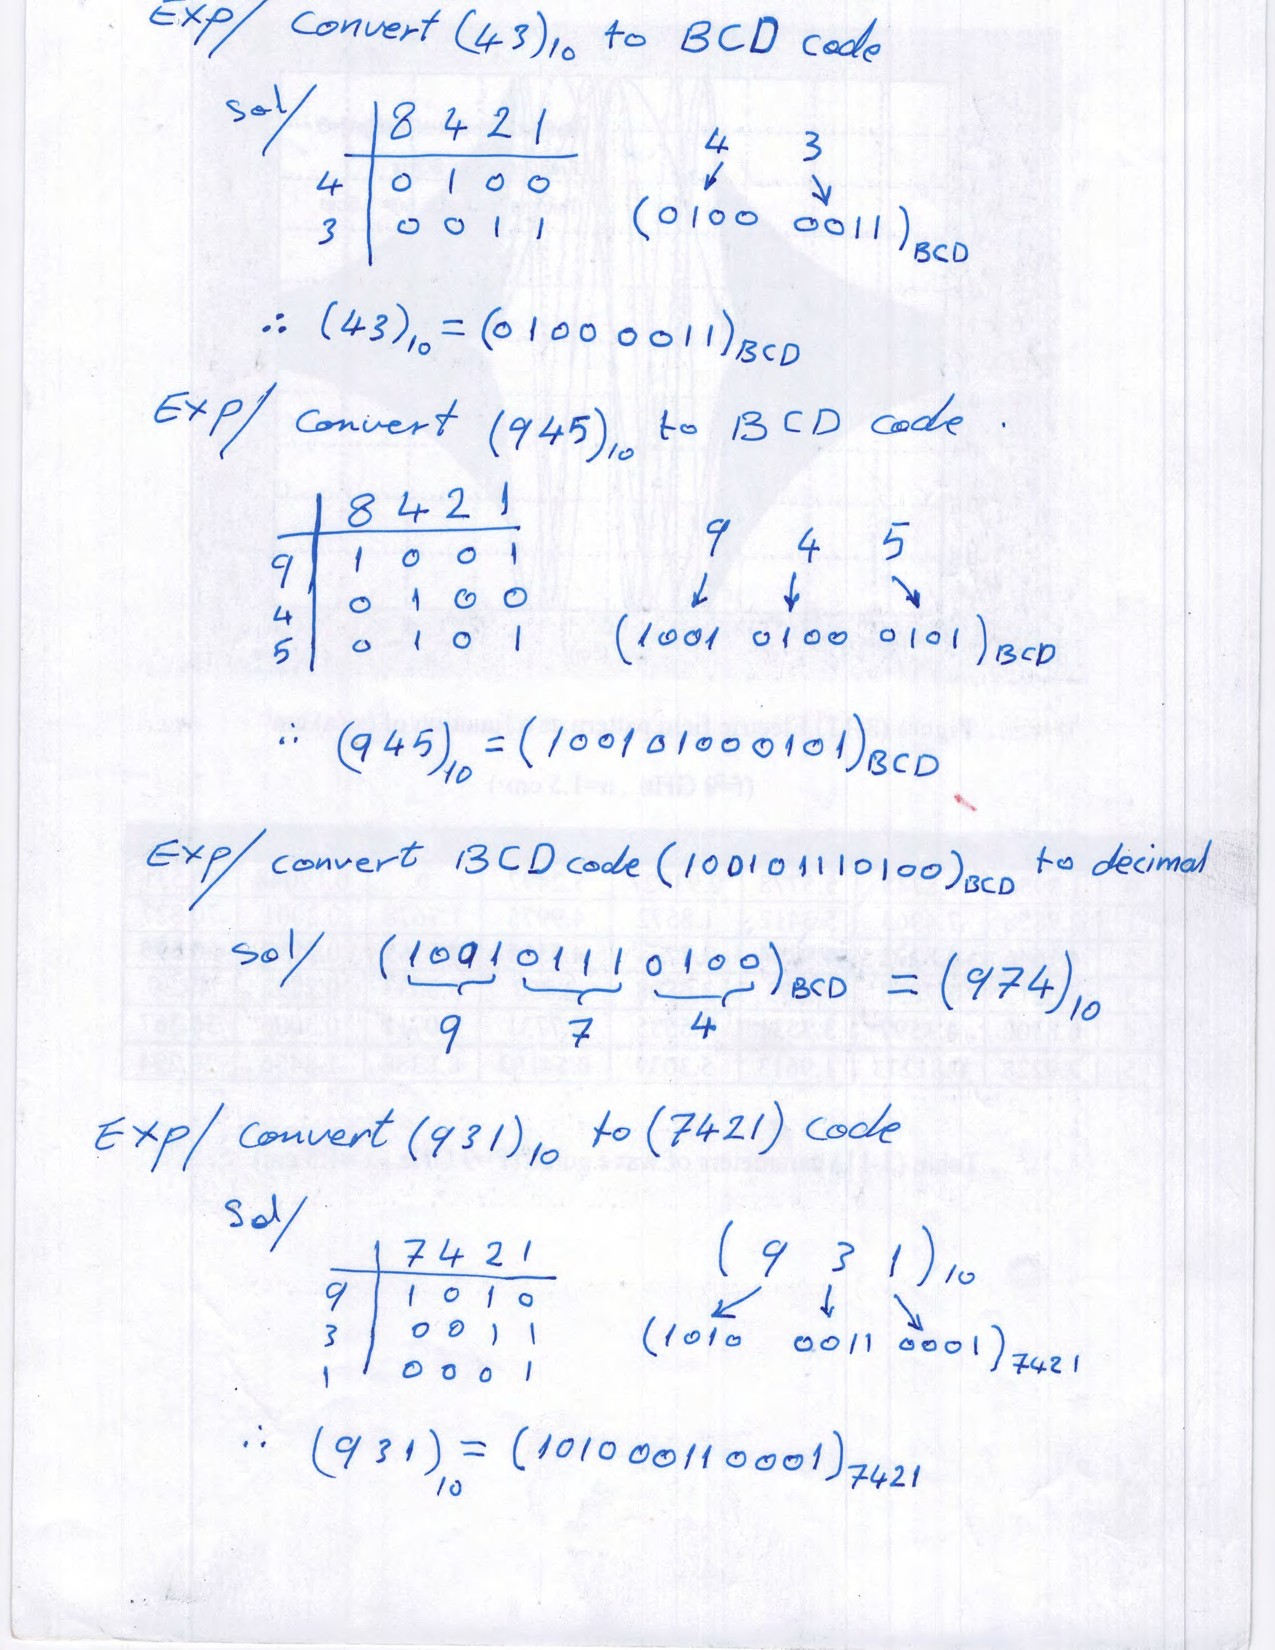 Exp/ Convert (43)10 to BCD code
Sol/
8 4 2 1
4 0 1 0 0
3 0 0 1 1
4 3
(0100 0011)BCD
∴ (43)10 = (0100 0011)BCD
Exp/ convert (945)10 to BCD code.
8 4 2 1
9 1 0 0 1
4 0 1 0 0
5 0 1 0 1
9 4 5
(1001 0100 0101)BCD
∴ (945)10 = (100101000101)BCD
Exp/ convert BCD code (100101110100)BCD to decimal
Sol/ (1001 0111 0100)BCD = (974)10
9 7 4
Exp/ convert (931)10 to (7421) code
Sol/
7 4 2 1
9 1 0 1 0
3 0 0 1 1
1 0 0 0 1
(9 3 1)10
(1010 0011 0001)7421
∴ (931)10 = (1010 0011 0001)7421